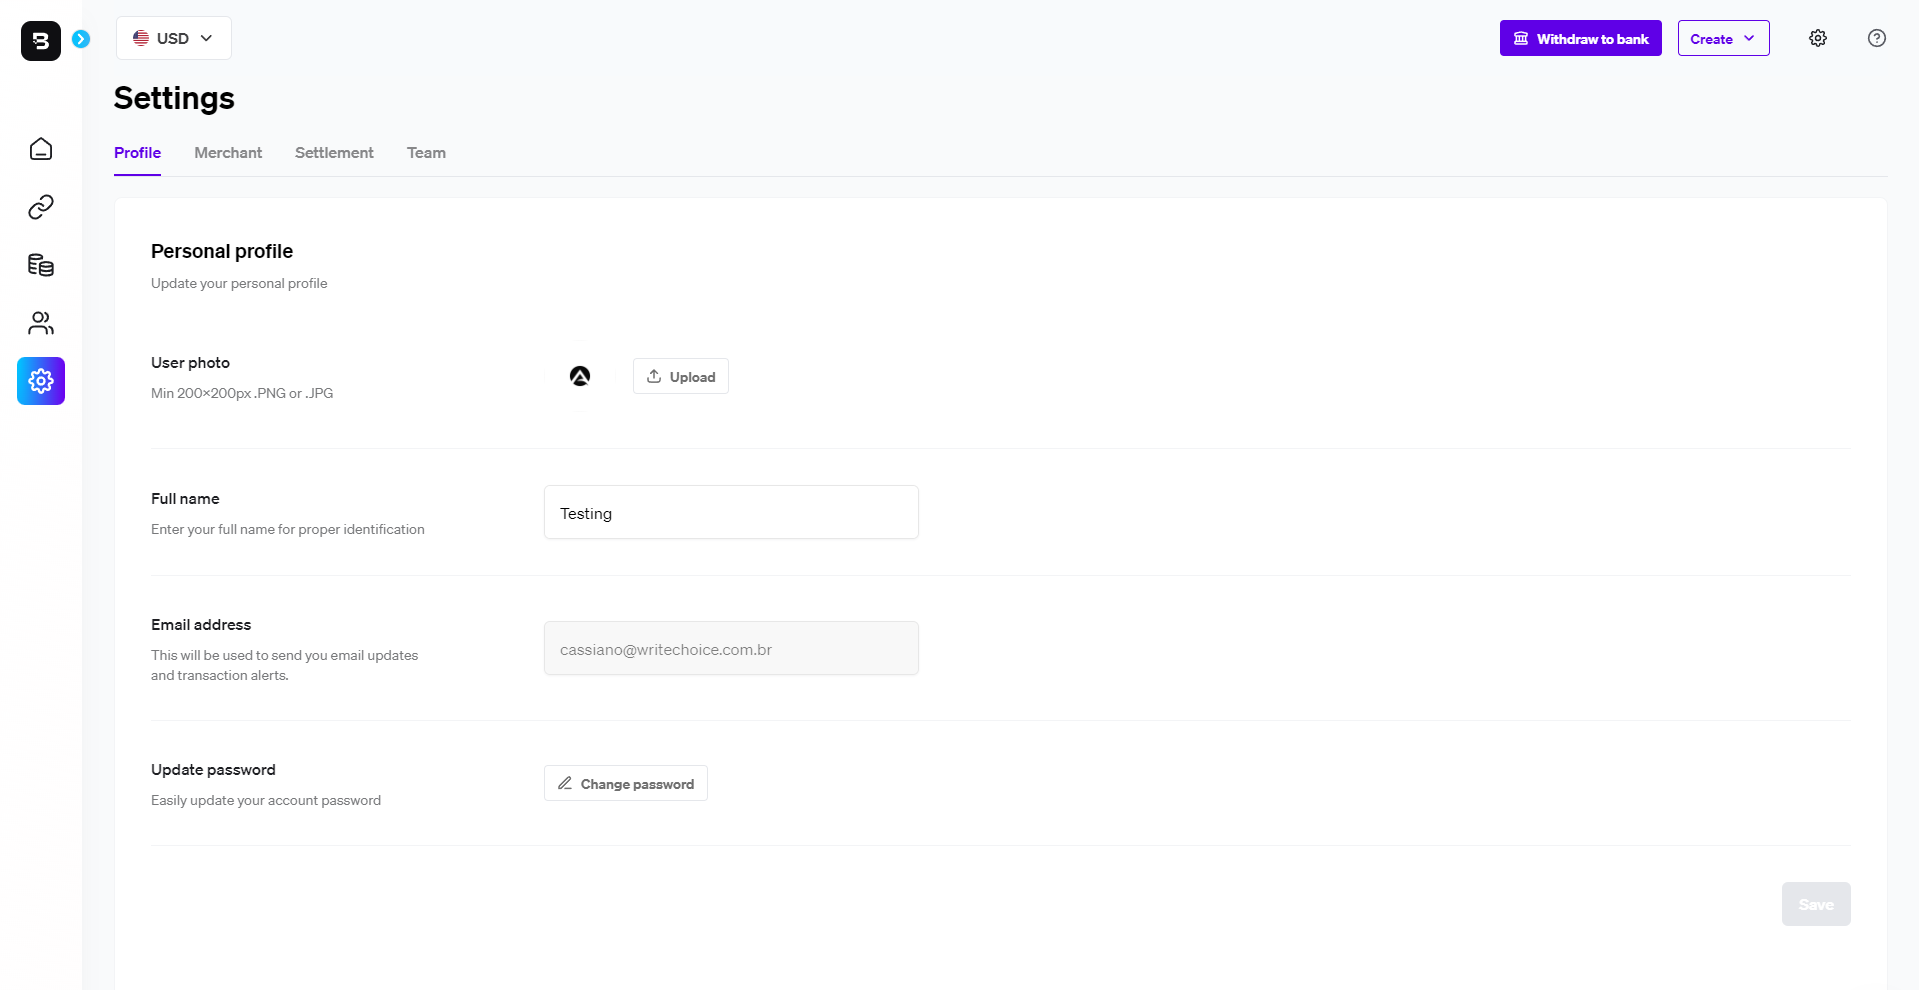 B
USD
Withdraw to bank
Create
Settings
Profile
Merchant
Settlement
Team
Personal profile
Update your personal profile
User photo
Min 200x200px .PNG or .JPG
Upload
Full name
Enter your full name for proper identification
Testing
Email address
This will be used to send you email updates
and transaction alerts.
cassiano@writechoice.com.br
Update password
Easily update your account password
Change password
Save